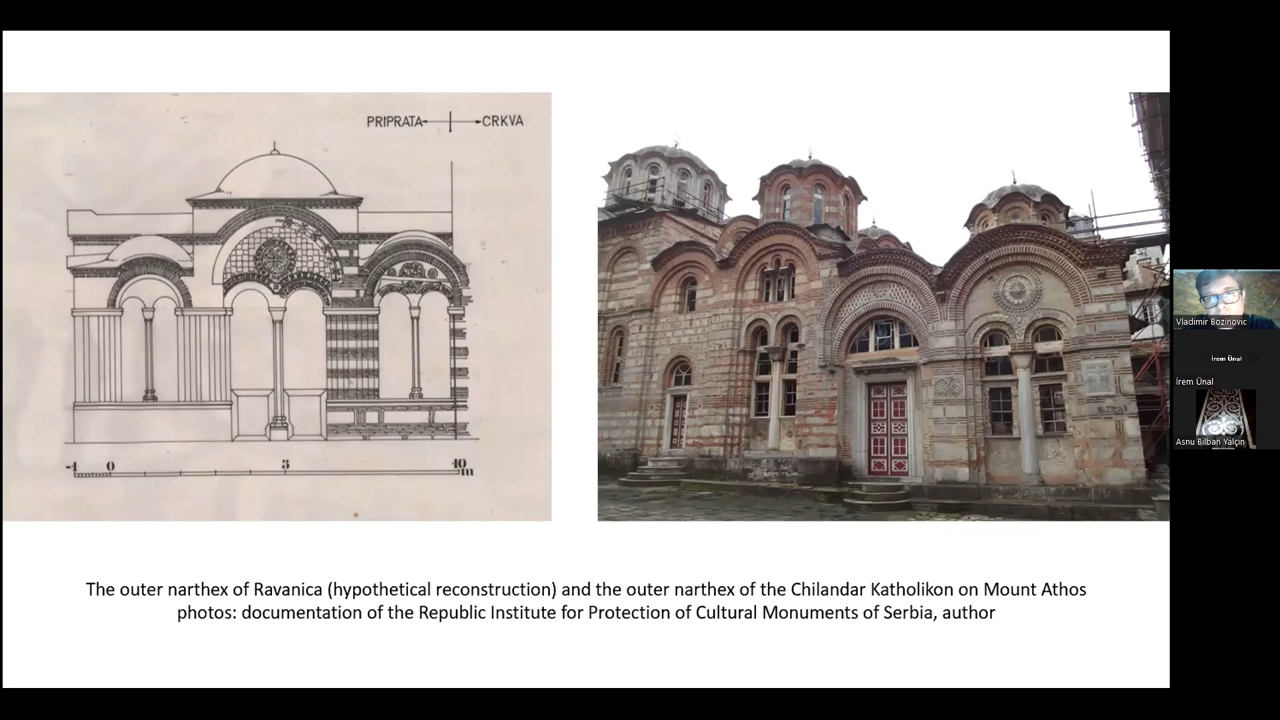 PRIPRATA
CRKVA
-1 0 5 10
m
The outer narthex of Ravanica (hypothetical reconstruction) and the outer narthex of the Chilandar Katholikon on Mount Athos
photos: documentation of the Republic Institute for Protection of Cultural Monuments of Serbia, author
Vladimir Bozinovic
İrem Ünal
İrem Ünal
Asnu Bilban Yalçın